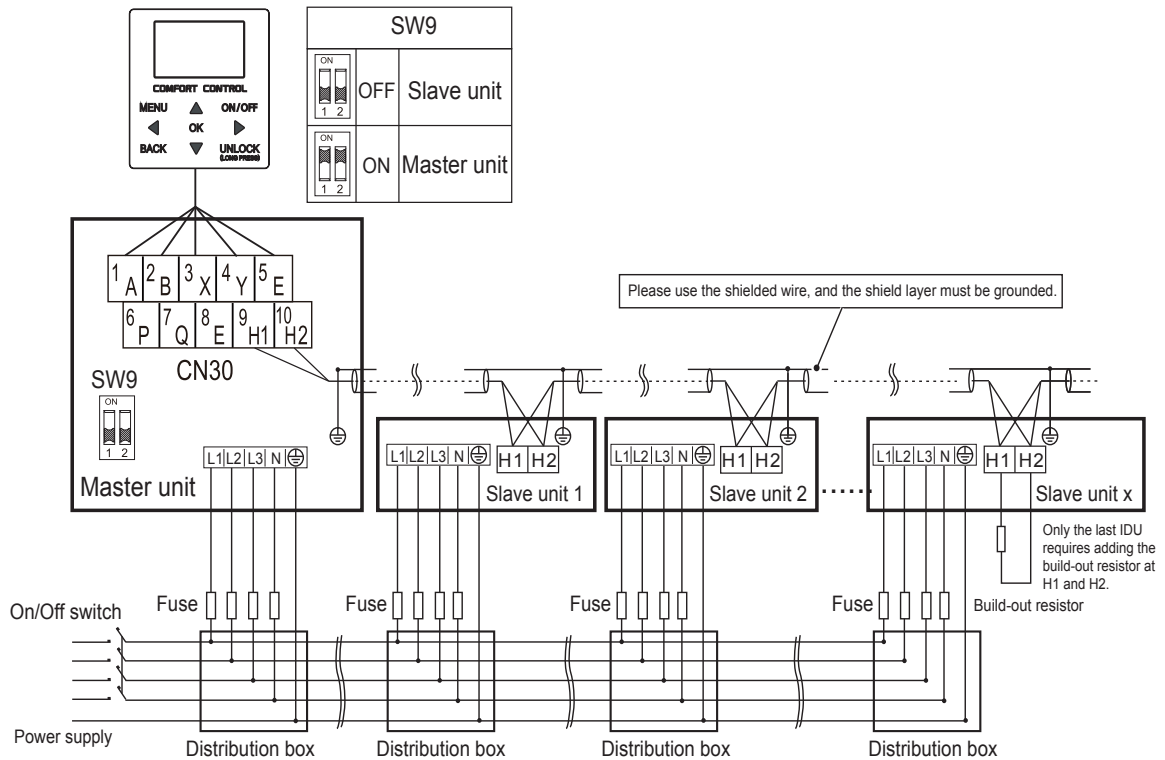 COMFORT CONTROL
MENU ON/OFF
OK
BACK UNLOCK
(LONG PRESS)
SW9
ON
1 2
OFF Slave unit
ON
1 2
ON Master unit
1 A 2 B 3 X 4 Y 5 E
6 P 7 Q 8 E 9 H1 10 H2
CN30
SW9
ON
1 2
L1 L2 L3 N
Master unit
Please use the shielded wire, and the shield layer must be grounded.
L1 L2 L3 N H1 H2
Slave unit 1
L1 L2 L3 N H1 H2
Slave unit 2
L1 L2 L3 N H1 H2
Slave unit x
Only the last IDU
requires adding the
build-out resistor at
H1 and H2.
Build-out resistor
On/Off switch
Fuse Fuse Fuse Fuse
Power supply
Distribution box Distribution box Distribution box Distribution box